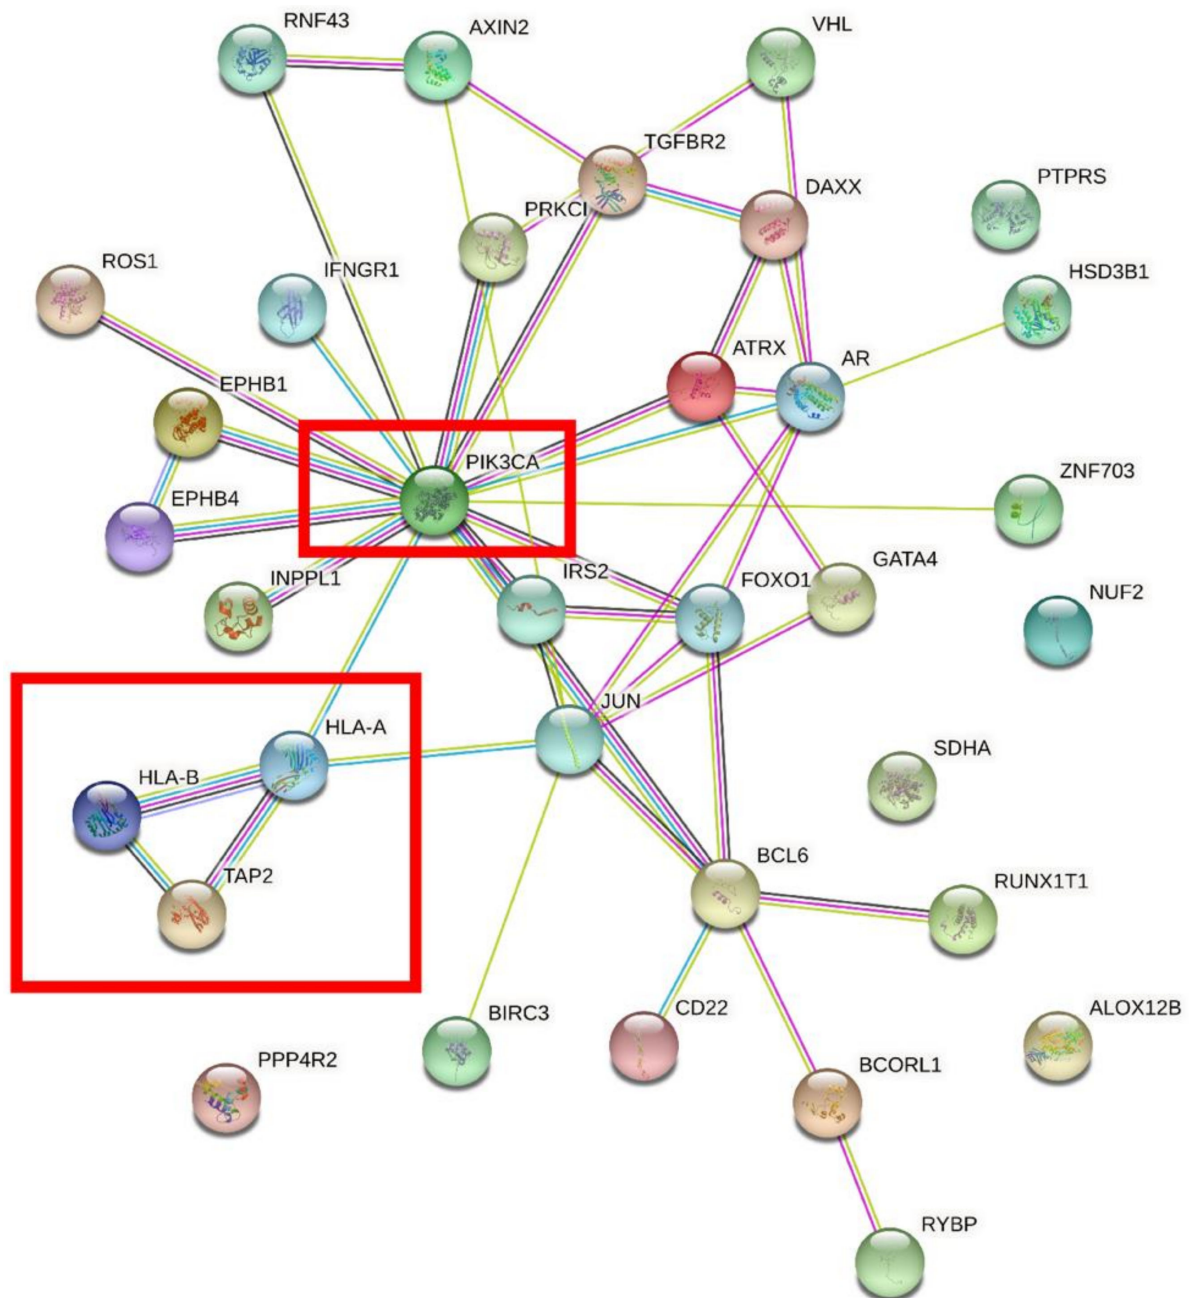 RNF43
AXIN2
VHL
TGFBR2
DAXX
PTPRS
PRKCI
ROS1
IFNGR1
HSD3B1
ATRX
AR
EPHB1
PIK3CA
ZNF703
EPHB4
INPPL1
IRS2
FOXO1
GATA4
NUF2
JUN
HLA-A
SDHA
HLA-B
TAP2
BCL6
RUNX1T1
BIRC3
CD22
ALOX12B
PPP4R2
BCORL1
RYBP